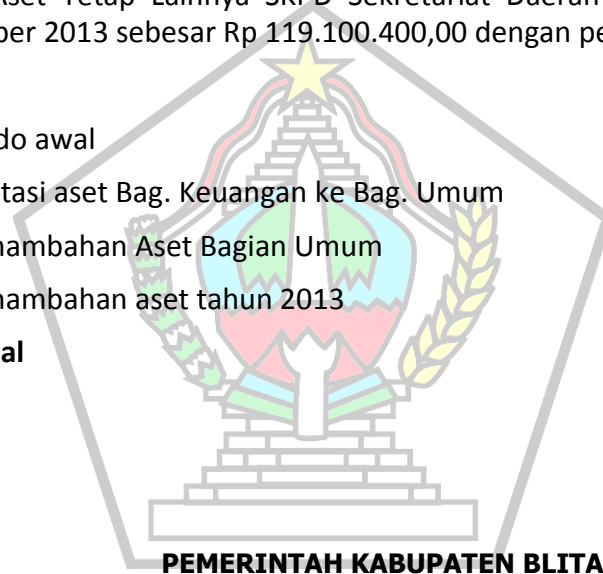 Aset Tetap Lainnya SKPD Sekretariat Daerah
ber 2013 sebesar Rp 119.100.400,00 dengan pe
do awal
tasi aset Bag. Keuangan ke Bag. Umum
nambahan Aset Bagian Umum
nambahan aset tahun 2013
al
PEMERINTAH KABUPATEN BLITA